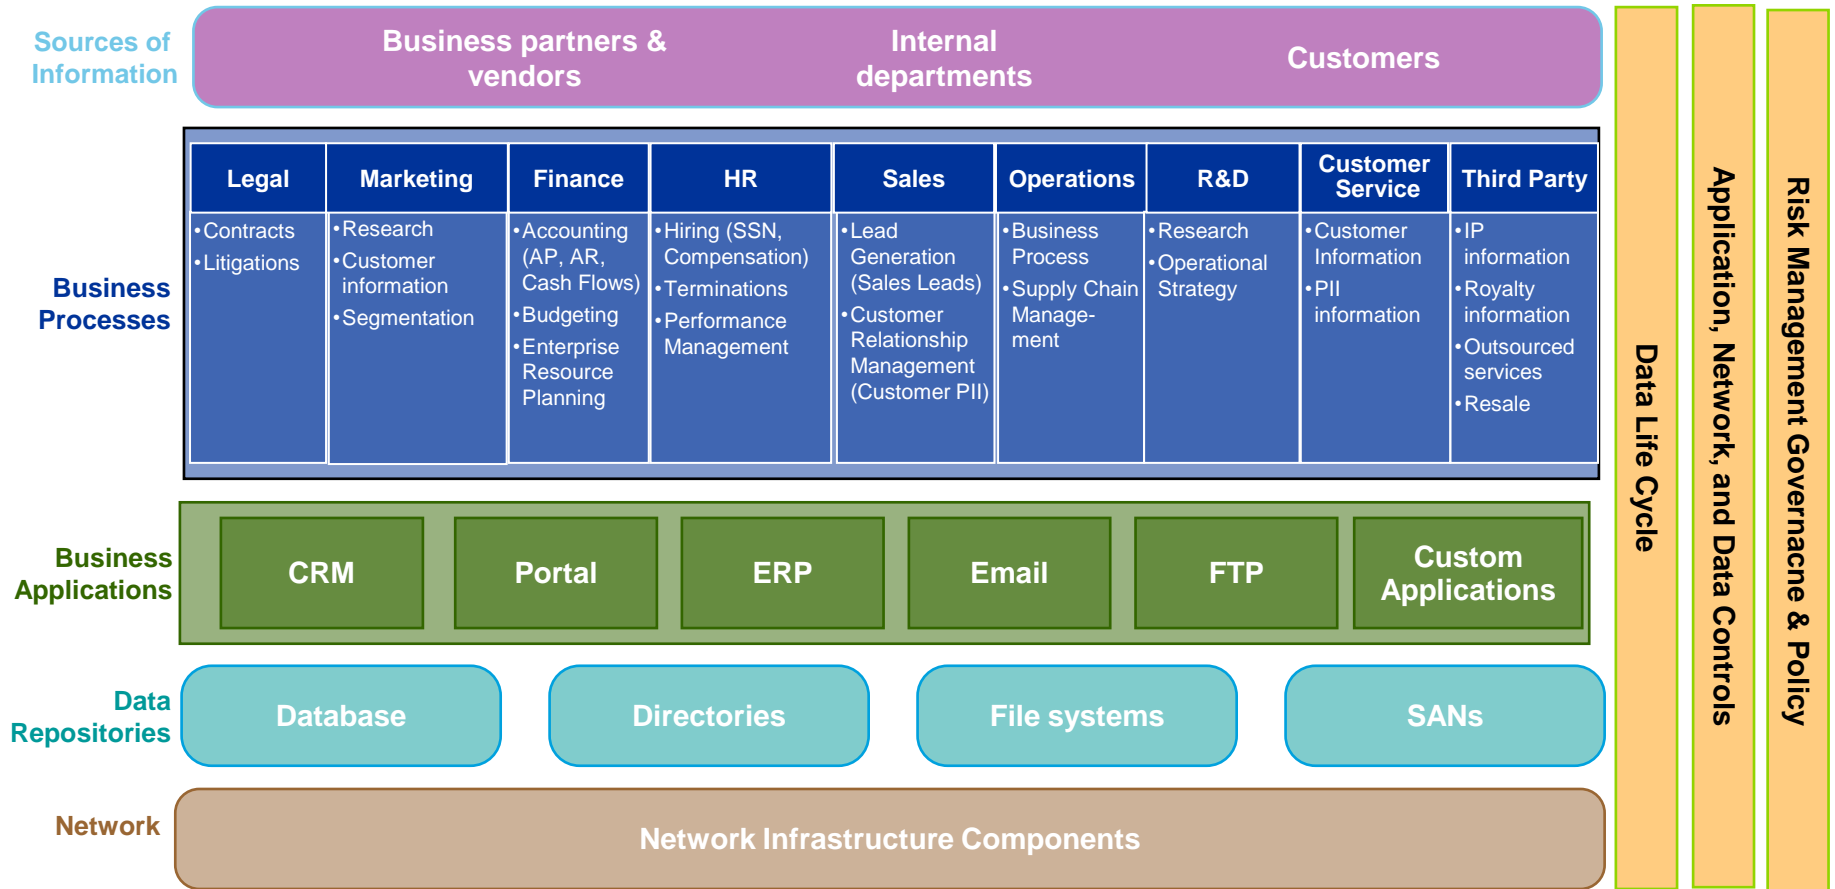 Sources of
Information
Business partners &
vendors
Internal
departments
Customers
Business
Processes
Legal
•Contracts
•Litigations
Marketing
•Research
•Customer
information
•Segmentation
Finance
•Accounting
(AP, AR,
Cash Flows)
•Budgeting
•Enterprise
Resource
Planning
HR
•Hiring (SSN,
Compensation)
•Terminations
•Performance
Management
Sales
•Lead
Generation
(Sales Leads)
•Customer
Relationship
Management
(Customer PII)
Operations
•Business
Process
•Supply Chain
Manage-
ment
R&D
•Research
•Operational
Strategy
Customer
Service
•Customer
Information
•PII
information
Third Party
•IP
information
•Royalty
information
•Outsourced
services
•Resale
Business
Applications
CRM
Portal
ERP
Email
FTP
Custom
Applications
Data
Repositories
Database
Directories
File systems
SANs
Network
Network Infrastructure Components
Data Life Cycle
Application, Network, and Data Controls
Risk Management Governacne & Policy